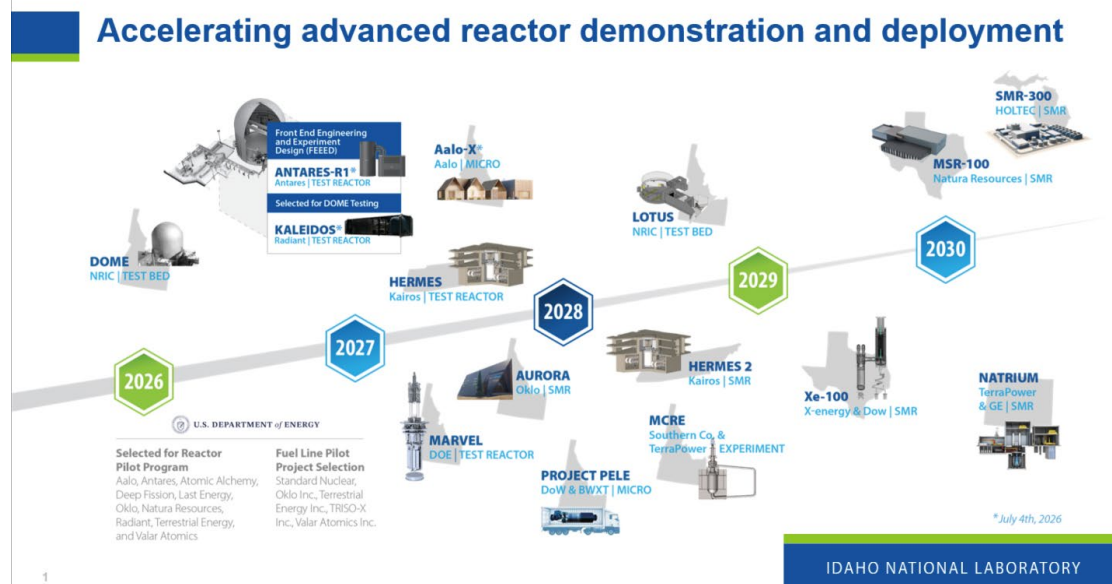 Accelerating advanced reactor demonstration and deployment
Front End Engineering
and Experiment
Design (FEEED)
ANTARES-R1*
Antares | TEST REACTOR
Selected for DOME Testing
KALEIDOS*
Radiant | TEST REACTOR
DOME
NRIC | TEST BED
Aalo-X*
Aalo | MICRO
HERMES
Kairos | TEST REACTOR
LOTUS
NRIC | TEST BED
MSR-100
Natura Resources | SMR
SMR-300
HOLTEC | SMR
2026
2027
2028
2029
2030
AURORA
Oklo | SMR
MARVEL
DOE | TEST REACTOR
HERMES 2
Kairos | SMR
MCRE
Southern Co. &
TerraPower | EXPERIMENT
PROJECT PELE
DoW & BWXT | MICRO
Xe-100
X-energy & Dow | SMR
NATRIUM
TerraPower
& GE | SMR
U.S. DEPARTMENT of ENERGY
Selected for Reactor
Pilot Program
Aalo, Antares, Atomic Alchemy,
Deep Fission, Last Energy,
Oklo, Natura Resources,
Radiant, Terrestrial Energy,
and Valar Atomics
Fuel Line Pilot
Project Selection
Standard Nuclear,
Oklo Inc., Terrestrial
Energy Inc., TRISO-X
Inc., Valar Atomics Inc.
*July 4th, 2026
IDAHO NATIONAL LABORATORY
1